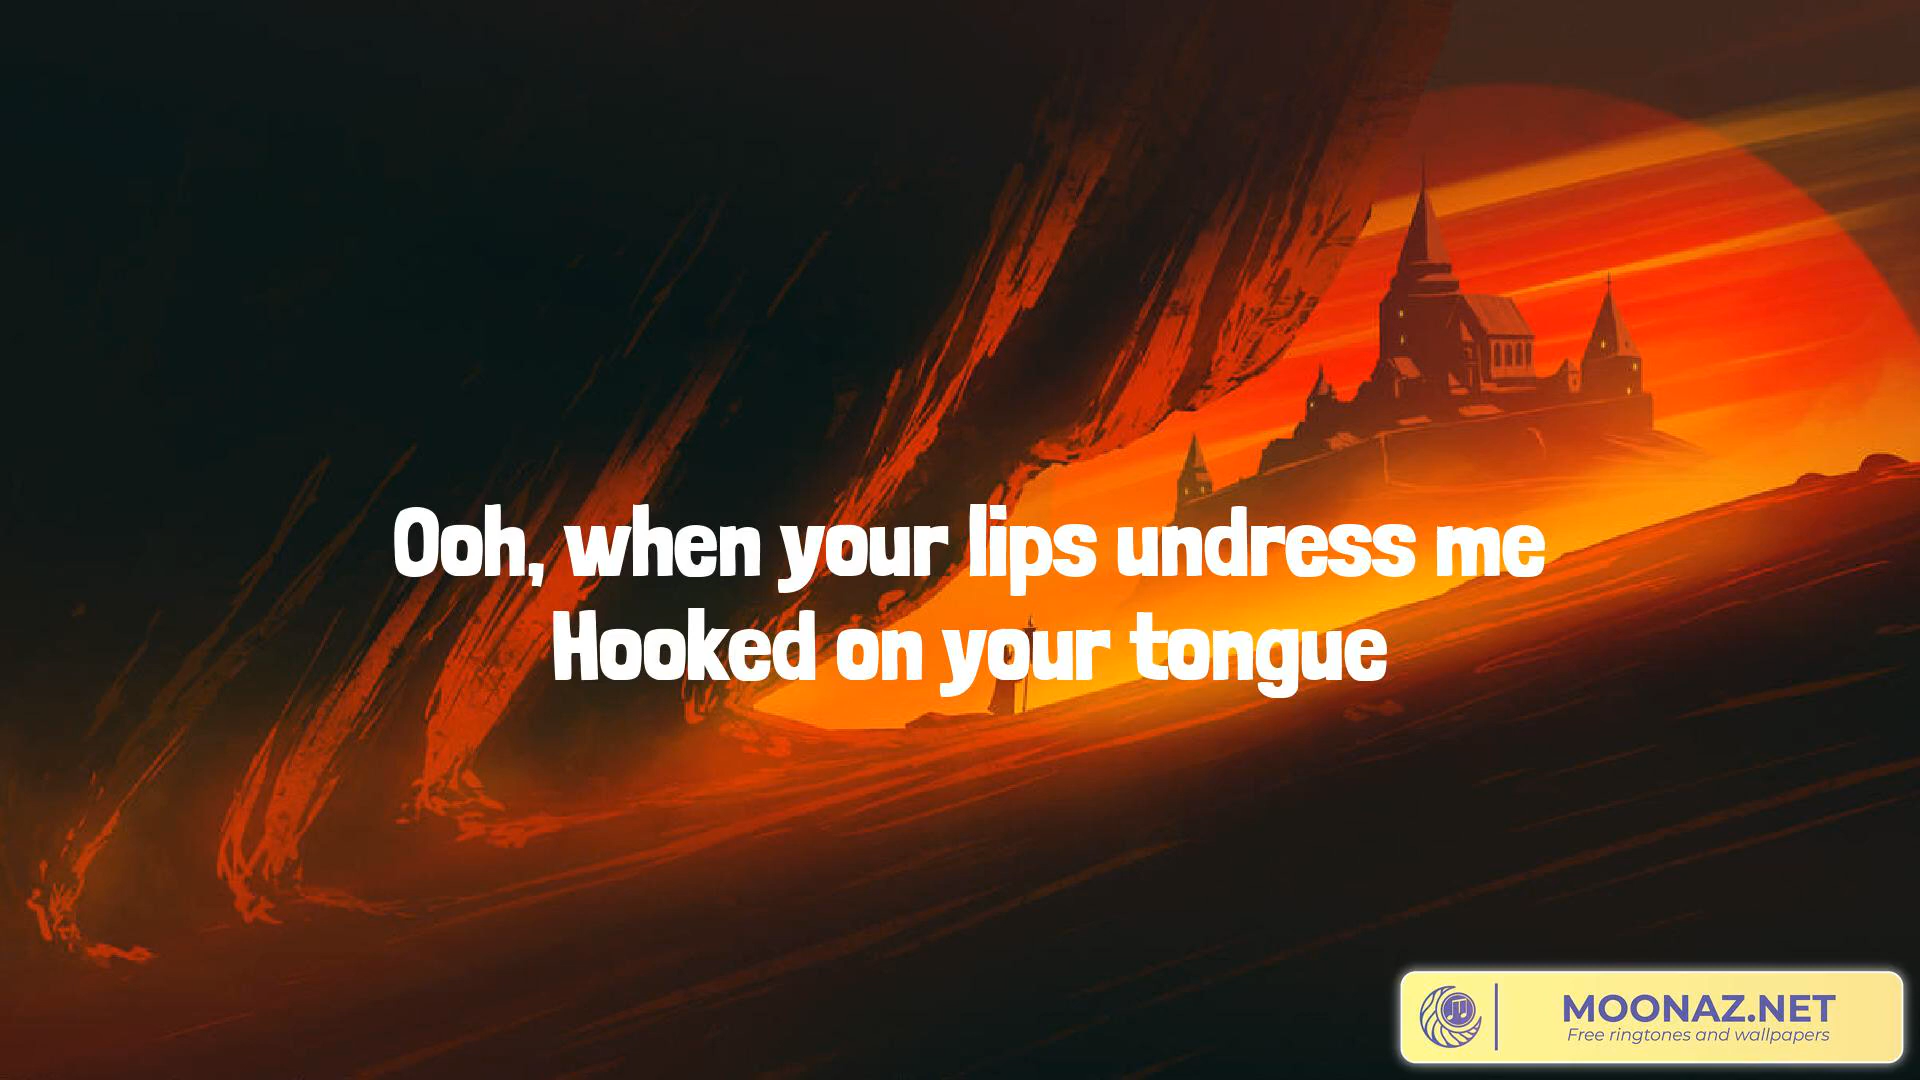 Ooh, when your lips undress me
Hooked on your tongue
MOONAZ.NET
Free ringtones and wallpapers